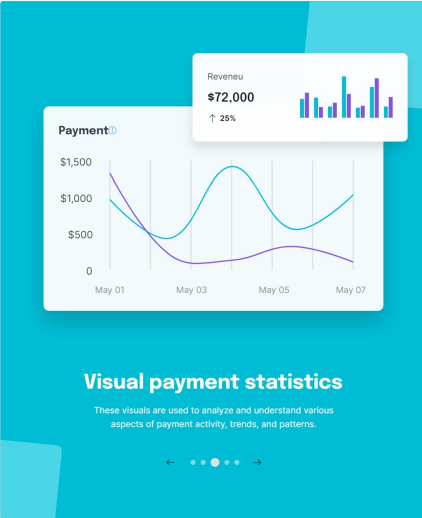 Reveneu
$72,000
↑ 25%
Payment
$1,500
$1,000
$500
0
May 01 May 03 May 05 May 07
Visual payment statistics
These visuals are used to analyze and understand various
aspects of payment activity, trends, and patterns.